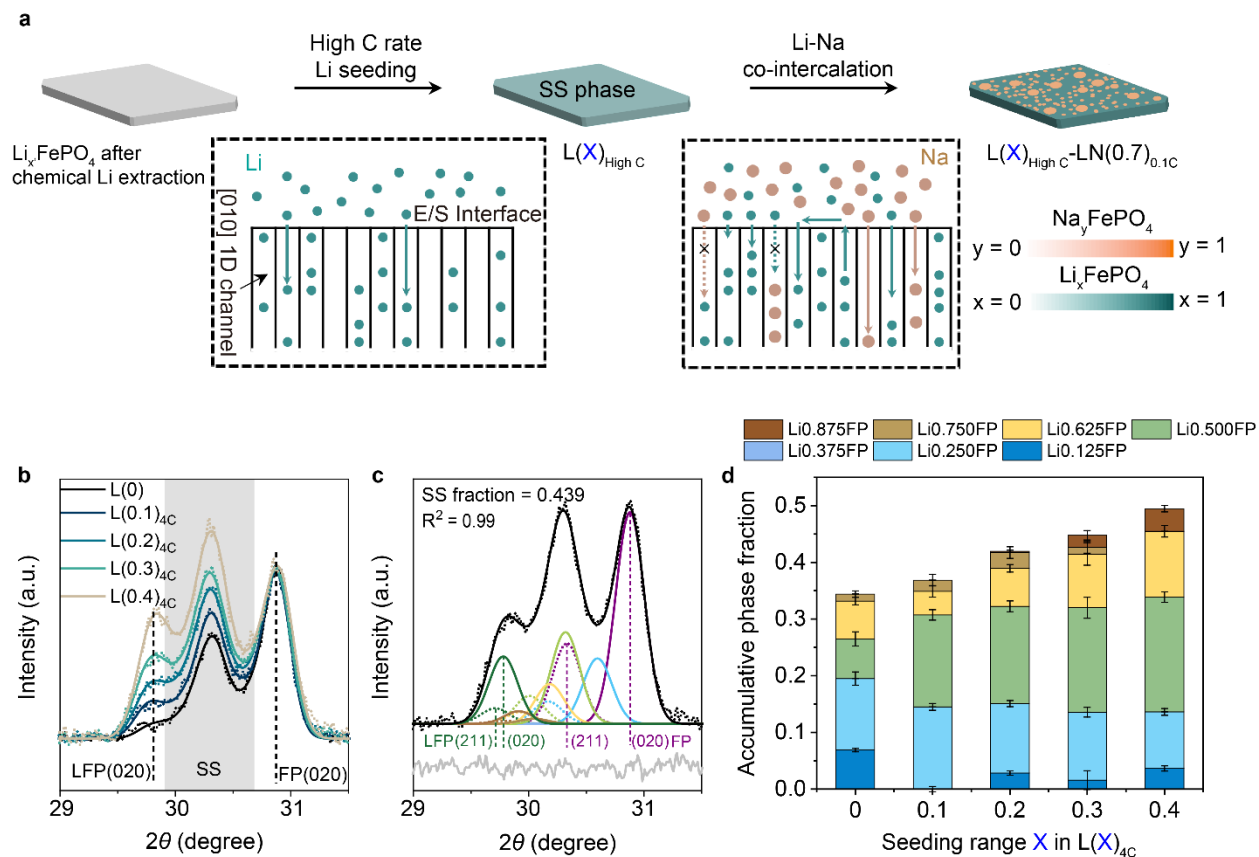 a
High C rate
Li seeding
Li-Na
co-intercalation
SS phase
LixFePO4 after
chemical Li extraction
L(X)High C
L(X)High C-LN(0.7)0.1C
Li
E/S Interface
[010] 1D channel
Na
×
×
NayFePO4
y = 0
y = 1
LixFePO4
x = 0
x = 1
b
L(0)
L(0.1)4C
L(0.2)4C
L(0.3)4C
L(0.4)4C
LFP(020)
SS
FP(020)
Intensity (a.u.)
29
30
31
2θ (degree)
c
SS fraction = 0.439
R2 = 0.99
LFP(211)
(020)
(211)
(020)FP
Intensity (a.u.)
29
30
31
2θ (degree)
d
Li0.875FP
Li0.750FP
Li0.625FP
Li0.500FP
Li0.375FP
Li0.250FP
Li0.125FP
Accumulative phase fraction
0.5
0.4
0.3
0.2
0.1
0.0
0
0.1
0.2
0.3
0.4
Seeding range X in L(X)4C